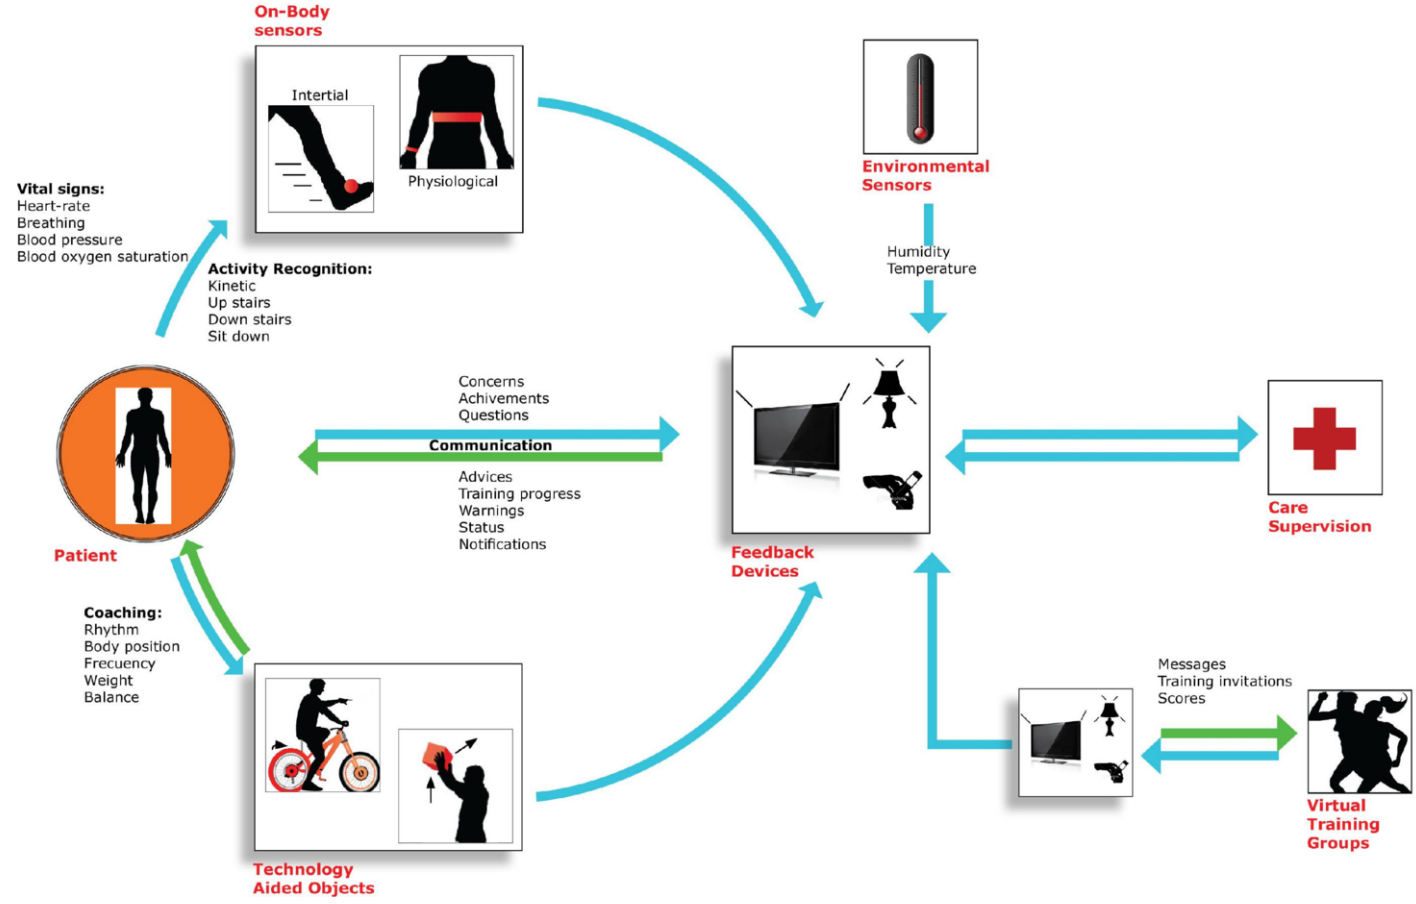 On-Body
sensors
Intertial
Physiological
Environmental
Sensors
Humidity
Temperature
Vital signs:
Heart-rate
Breathing
Blood pressure
Blood oxygen saturation
Activity Recognition:
Kinetic
Up stairs
Down stairs
Sit down
Concerns
Achivements
Questions
Communication
Advices
Training progress
Warnings
Status
Notifications
Patient
Feedback
Devices
Care
Supervision
Coaching:
Rhythm
Body position
Frecuency
Weight
Balance
Technology
Aided Objects
Messages
Training invitations
Scores
Virtual
Training
Groups